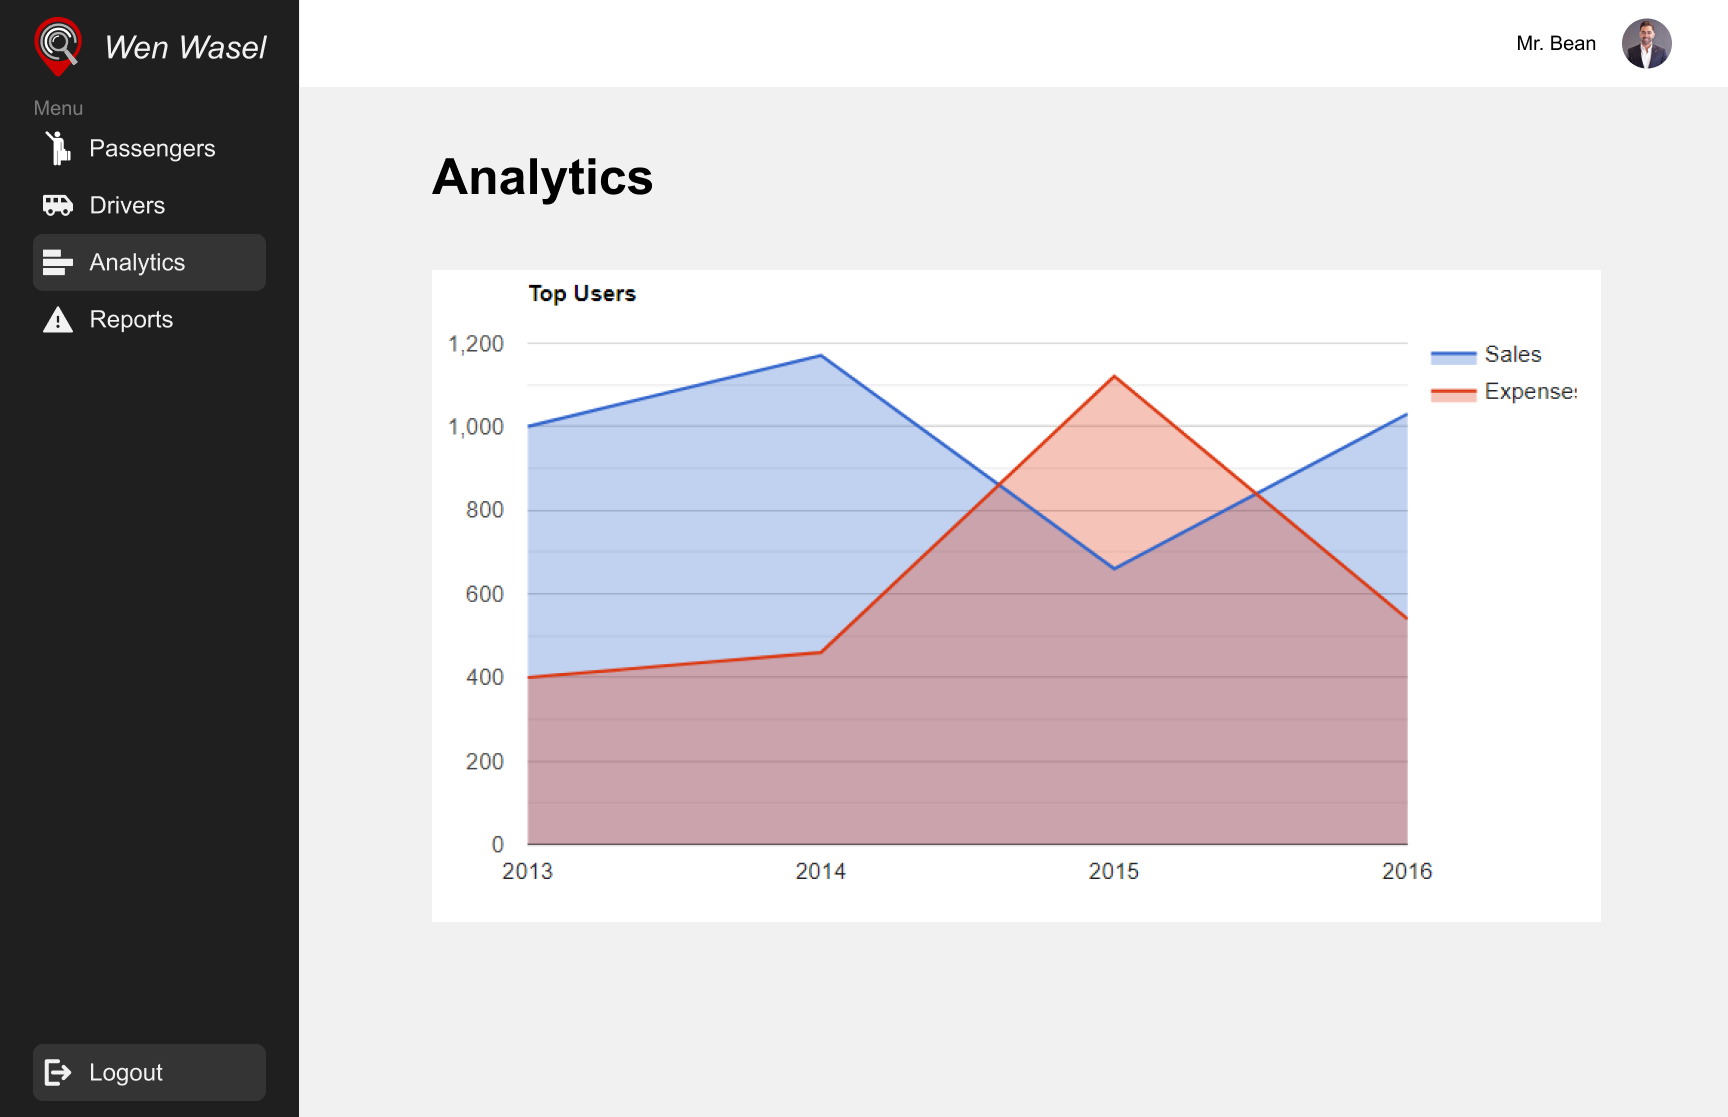 Wen Wasel
Mr. Bean
Menu
Passengers
Drivers
Analytics
Reports
Logout
Analytics
Top Users
1,200
1,000
800
600
400
200
0
2013
2014
2015
2016
Sales
Expenses